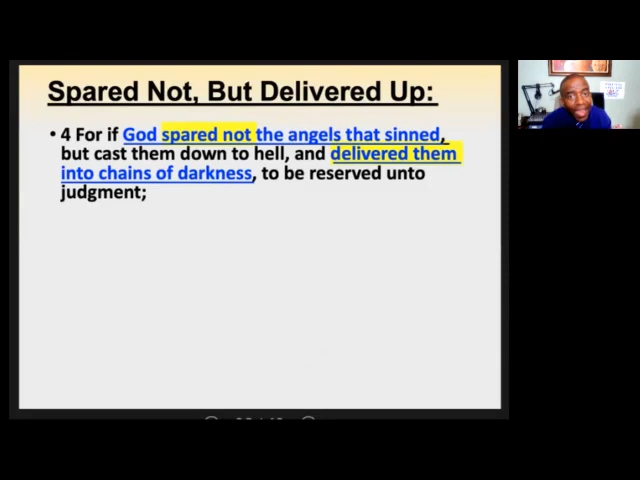 Spared Not, But Delivered Up:
• 4 For if God spared not the angels that sinned,
but cast them down to hell, and delivered them
into chains of darkness, to be reserved unto
judgment;